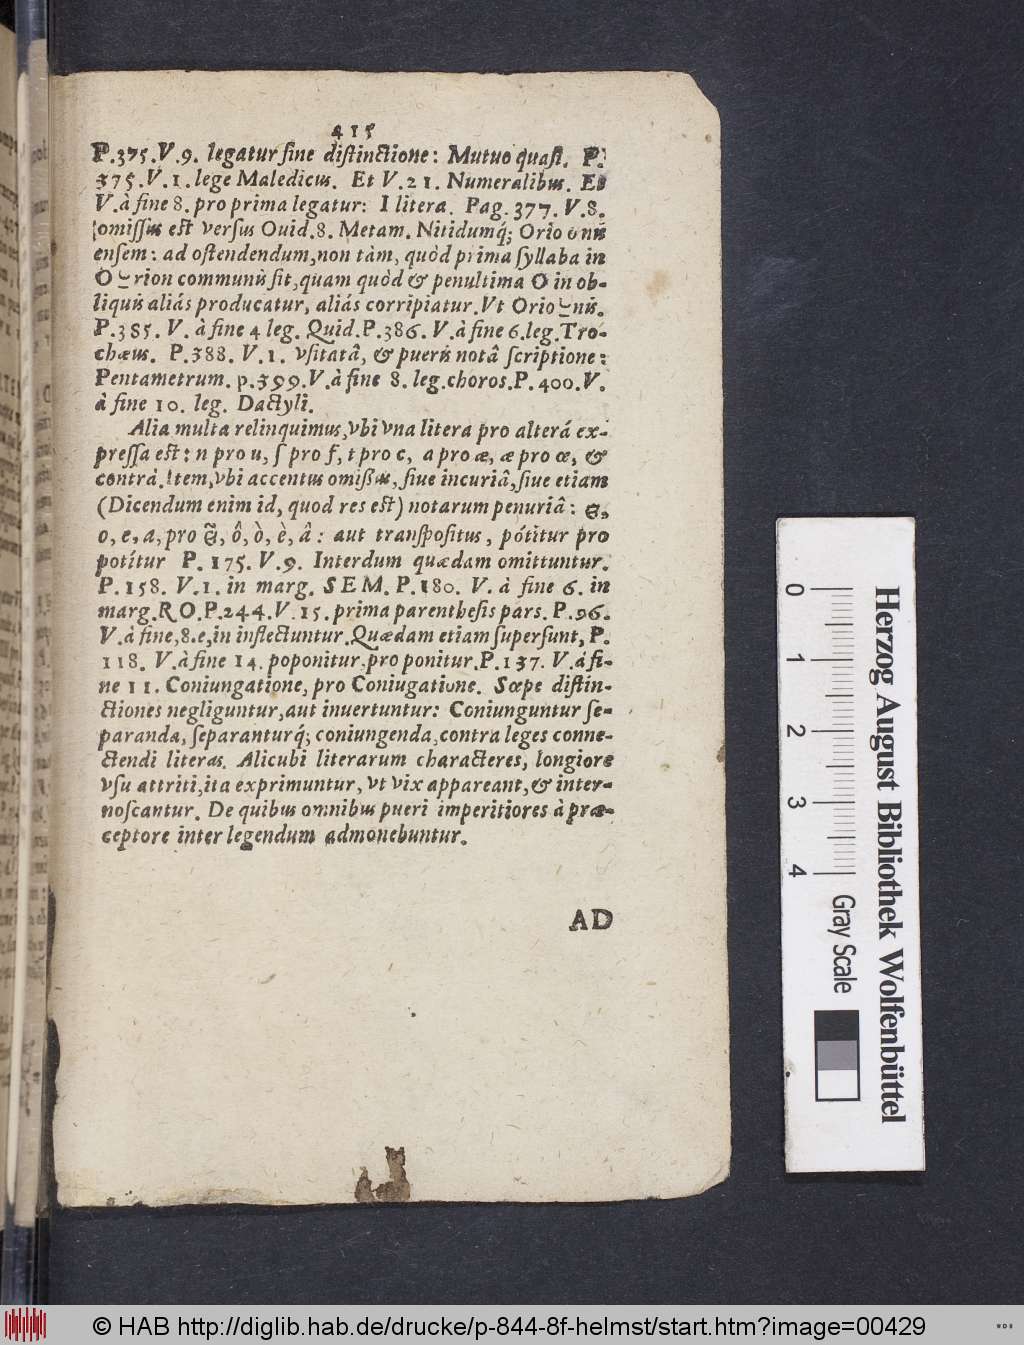 415
P.375.V.9. legatur sine distinctione: Mutuo quasi. P.
375.V.1.lege Maledicus. Et V.21. Numeralibus. Et
V.à fine 8. pro prima legatur: I litera. Pag.377.V.8.
omissus est versus Ouid.8. Metam. Nitidumq́; Orionis
ensem: ad ostendendum, non tàm, quòd prima syllaba in
O⏓rion communis sit, quam quòd & penultima O in ob-
liquis aliás producatur, aliás corripiatur. Vt Orio⏓nis.
P.385. V. à fine 4 leg. Quid.P.386.V.à fine 6.leg.Tro-
chæus. P.388. V.1. vsitatâ, & pueris notâ scriptione:
Pentametrum. p.399.V.à fine 8. leg.choros.P.400.V.
à fine 10. leg. Dactyli.
Alia multa relinquimus, vbi vna litera pro alterá ex-
pressa est: n pro u, ſ pro f, t pro c, a pro æ, æ pro œ, &
contrà. Item, vbi accentus omissus, siue incuriâ, siue etiam
(Dicendum enim id, quod res est) notarum penuriâ: ę,
o, e, a, pro ę̃, ô, ò, è, â: aut transpositus, pótitur pro
potítur P. 175. V.9. Interdum quædam omittuntur.
P.158. V.1. in marg. SEM. P.180. V. à fine 6. in
marg.RO.P.244.V.15. prima parenthesis pars. P.96.
V.à fine,8.e,in inflectuntur.Quædam etiam supersunt, P.
118. V.à fine 14. poponitur, pro ponitur.P.137. V.á fi-
ne 11. Coniungatione, pro Coniugatione. Sœpe distin-
ctiones negliguntur, aut inuertuntur: Coniunguntur se-
paranda, separanturq́; coniungenda, contra leges conne-
ctendi literas. Alicubi literarum characteres, longiore
vsu attriti, ita exprimuntur, vt vix appareant, & inter-
noscantur. De quibus omnibus pueri imperitiores à præ-
ceptore inter legendum admonebuntur.
AD
0 1 2 3 4 Gray Scale
Herzog August Bibliothek Wolfenbüttel
© HAB http://diglib.hab.de/drucke/p-844-8f-helmst/start.htm?image=00429